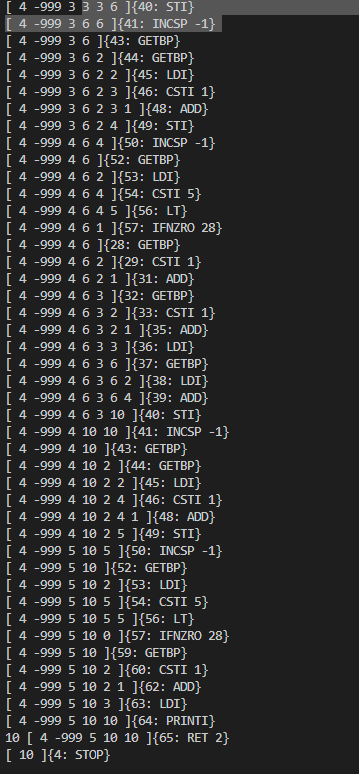 [ 4 -999 3 3 3 6 ]{40: STI}
[ 4 -999 3 6 6 ]{41: INCSP -1}
[ 4 -999 3 6 ]{43: GETBP}
[ 4 -999 3 6 2 ]{44: GETBP}
[ 4 -999 3 6 2 2 ]{45: LDI}
[ 4 -999 3 6 2 3 ]{46: CSTI 1}
[ 4 -999 3 6 2 3 1 ]{48: ADD}
[ 4 -999 3 6 2 4 ]{49: STI}
[ 4 -999 4 6 4 ]{50: INCSP -1}
[ 4 -999 4 6 ]{52: GETBP}
[ 4 -999 4 6 2 ]{53: LDI}
[ 4 -999 4 6 4 ]{54: CSTI 5}
[ 4 -999 4 6 4 5 ]{56: LT}
[ 4 -999 4 6 1 ]{57: IFNZRO 28}
[ 4 -999 4 6 ]{28: GETBP}
[ 4 -999 4 6 2 ]{29: CSTI 1}
[ 4 -999 4 6 2 1 ]{31: ADD}
[ 4 -999 4 6 3 ]{32: GETBP}
[ 4 -999 4 6 3 2 ]{33: CSTI 1}
[ 4 -999 4 6 3 2 1 ]{35: ADD}
[ 4 -999 4 6 3 3 ]{36: LDI}
[ 4 -999 4 6 3 6 ]{37: GETBP}
[ 4 -999 4 6 3 6 2 ]{38: LDI}
[ 4 -999 4 6 3 6 4 ]{39: ADD}
[ 4 -999 4 6 3 10 ]{40: STI}
[ 4 -999 4 10 10 ]{41: INCSP -1}
[ 4 -999 4 10 ]{43: GETBP}
[ 4 -999 4 10 2 ]{44: GETBP}
[ 4 -999 4 10 2 2 ]{45: LDI}
[ 4 -999 4 10 2 4 ]{46: CSTI 1}
[ 4 -999 4 10 2 4 1 ]{48: ADD}
[ 4 -999 4 10 2 5 ]{49: STI}
[ 4 -999 5 10 5 ]{50: INCSP -1}
[ 4 -999 5 10 ]{52: GETBP}
[ 4 -999 5 10 2 ]{53: LDI}
[ 4 -999 5 10 5 ]{54: CSTI 5}
[ 4 -999 5 10 5 5 ]{56: LT}
[ 4 -999 5 10 0 ]{57: IFNZRO 28}
[ 4 -999 5 10 ]{59: GETBP}
[ 4 -999 5 10 2 ]{60: CSTI 1}
[ 4 -999 5 10 2 1 ]{62: ADD}
[ 4 -999 5 10 3 ]{63: LDI}
[ 4 -999 5 10 10 ]{64: PRINTI}
10 [ 4 -999 5 10 10 ]{65: RET 2}
[ 10 ]{4: STOP}